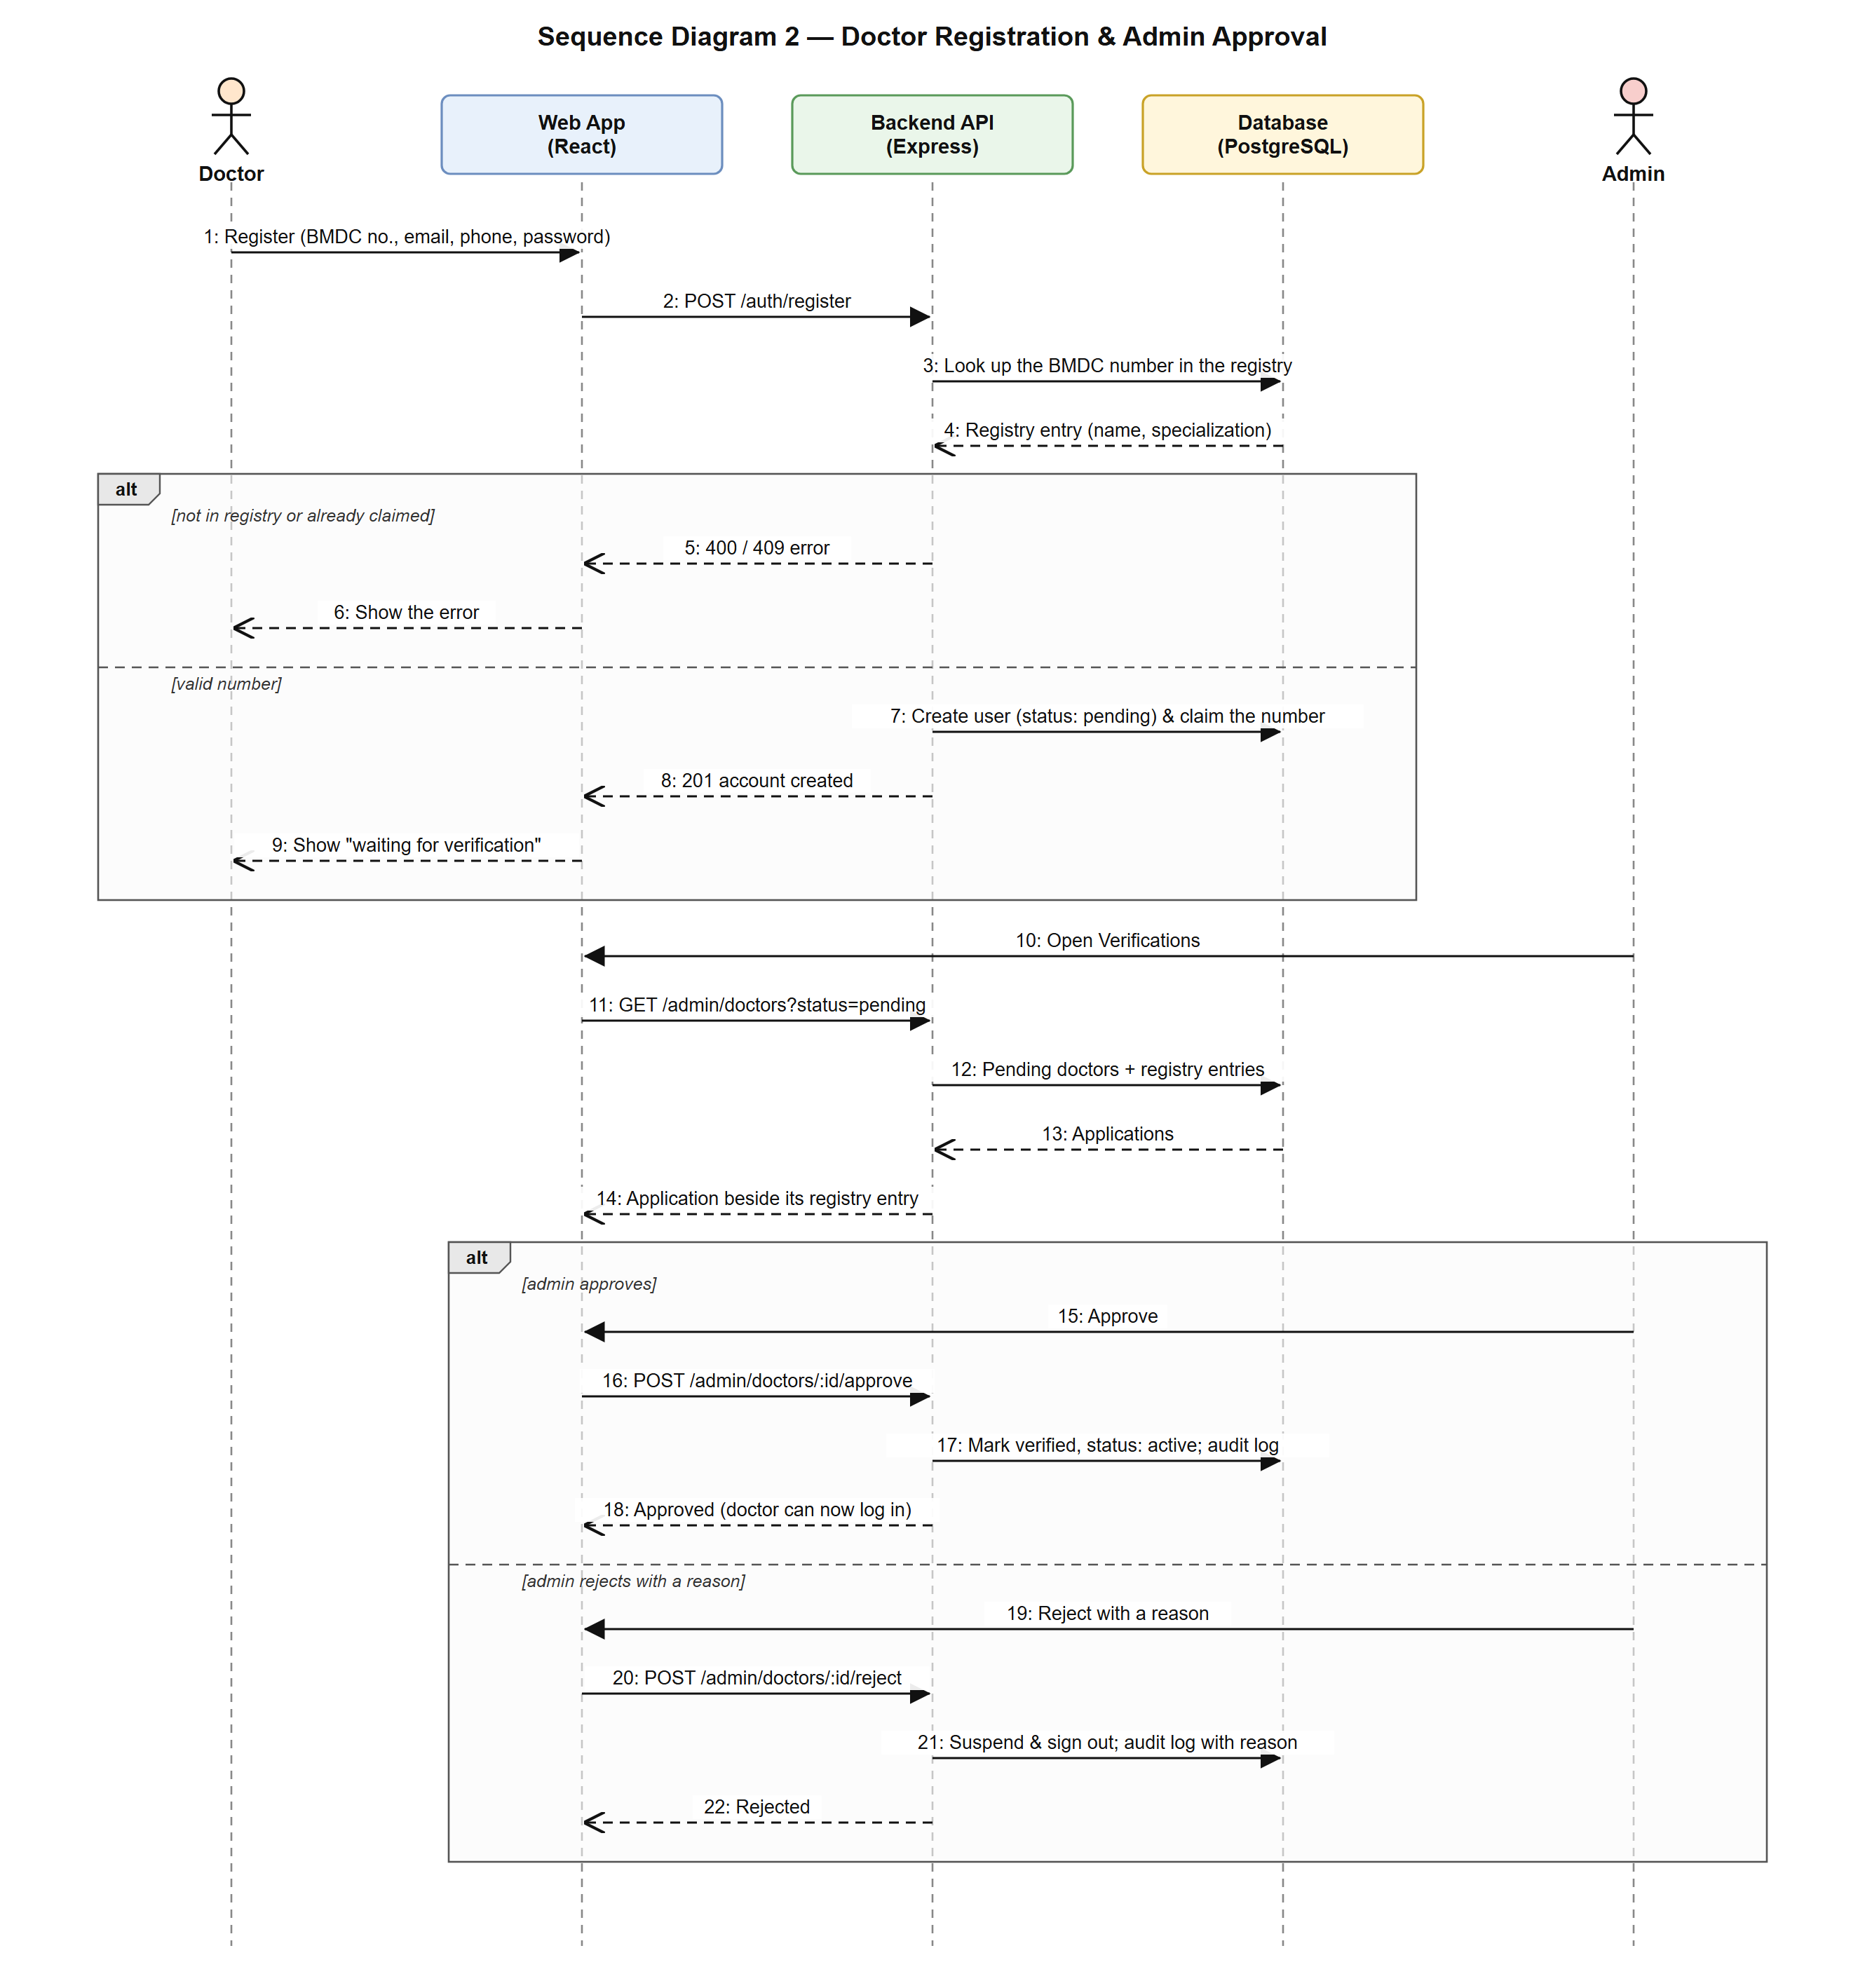 Sequence Diagram 2 — Doctor Registration & Admin Approval
Doctor
Web App
(React)
Backend API
(Express)
Database
(PostgreSQL)
Admin
1: Register (BMDC no., email, phone, password)
2: POST /auth/register
3: Look up the BMDC number in the registry
4: Registry entry (name, specialization)
alt
[not in registry or already claimed]
5: 400 / 409 error
6: Show the error
[valid number]
7: Create user (status: pending) & claim the number
8: 201 account created
9: Show "waiting for verification"
10: Open Verifications
11: GET /admin/doctors?status=pending
12: Pending doctors + registry entries
13: Applications
14: Application beside its registry entry
alt
[admin approves]
15: Approve
16: POST /admin/doctors/:id/approve
17: Mark verified, status: active; audit log
18: Approved (doctor can now log in)
[admin rejects with a reason]
19: Reject with a reason
20: POST /admin/doctors/:id/reject
21: Suspend & sign out; audit log with reason
22: Rejected